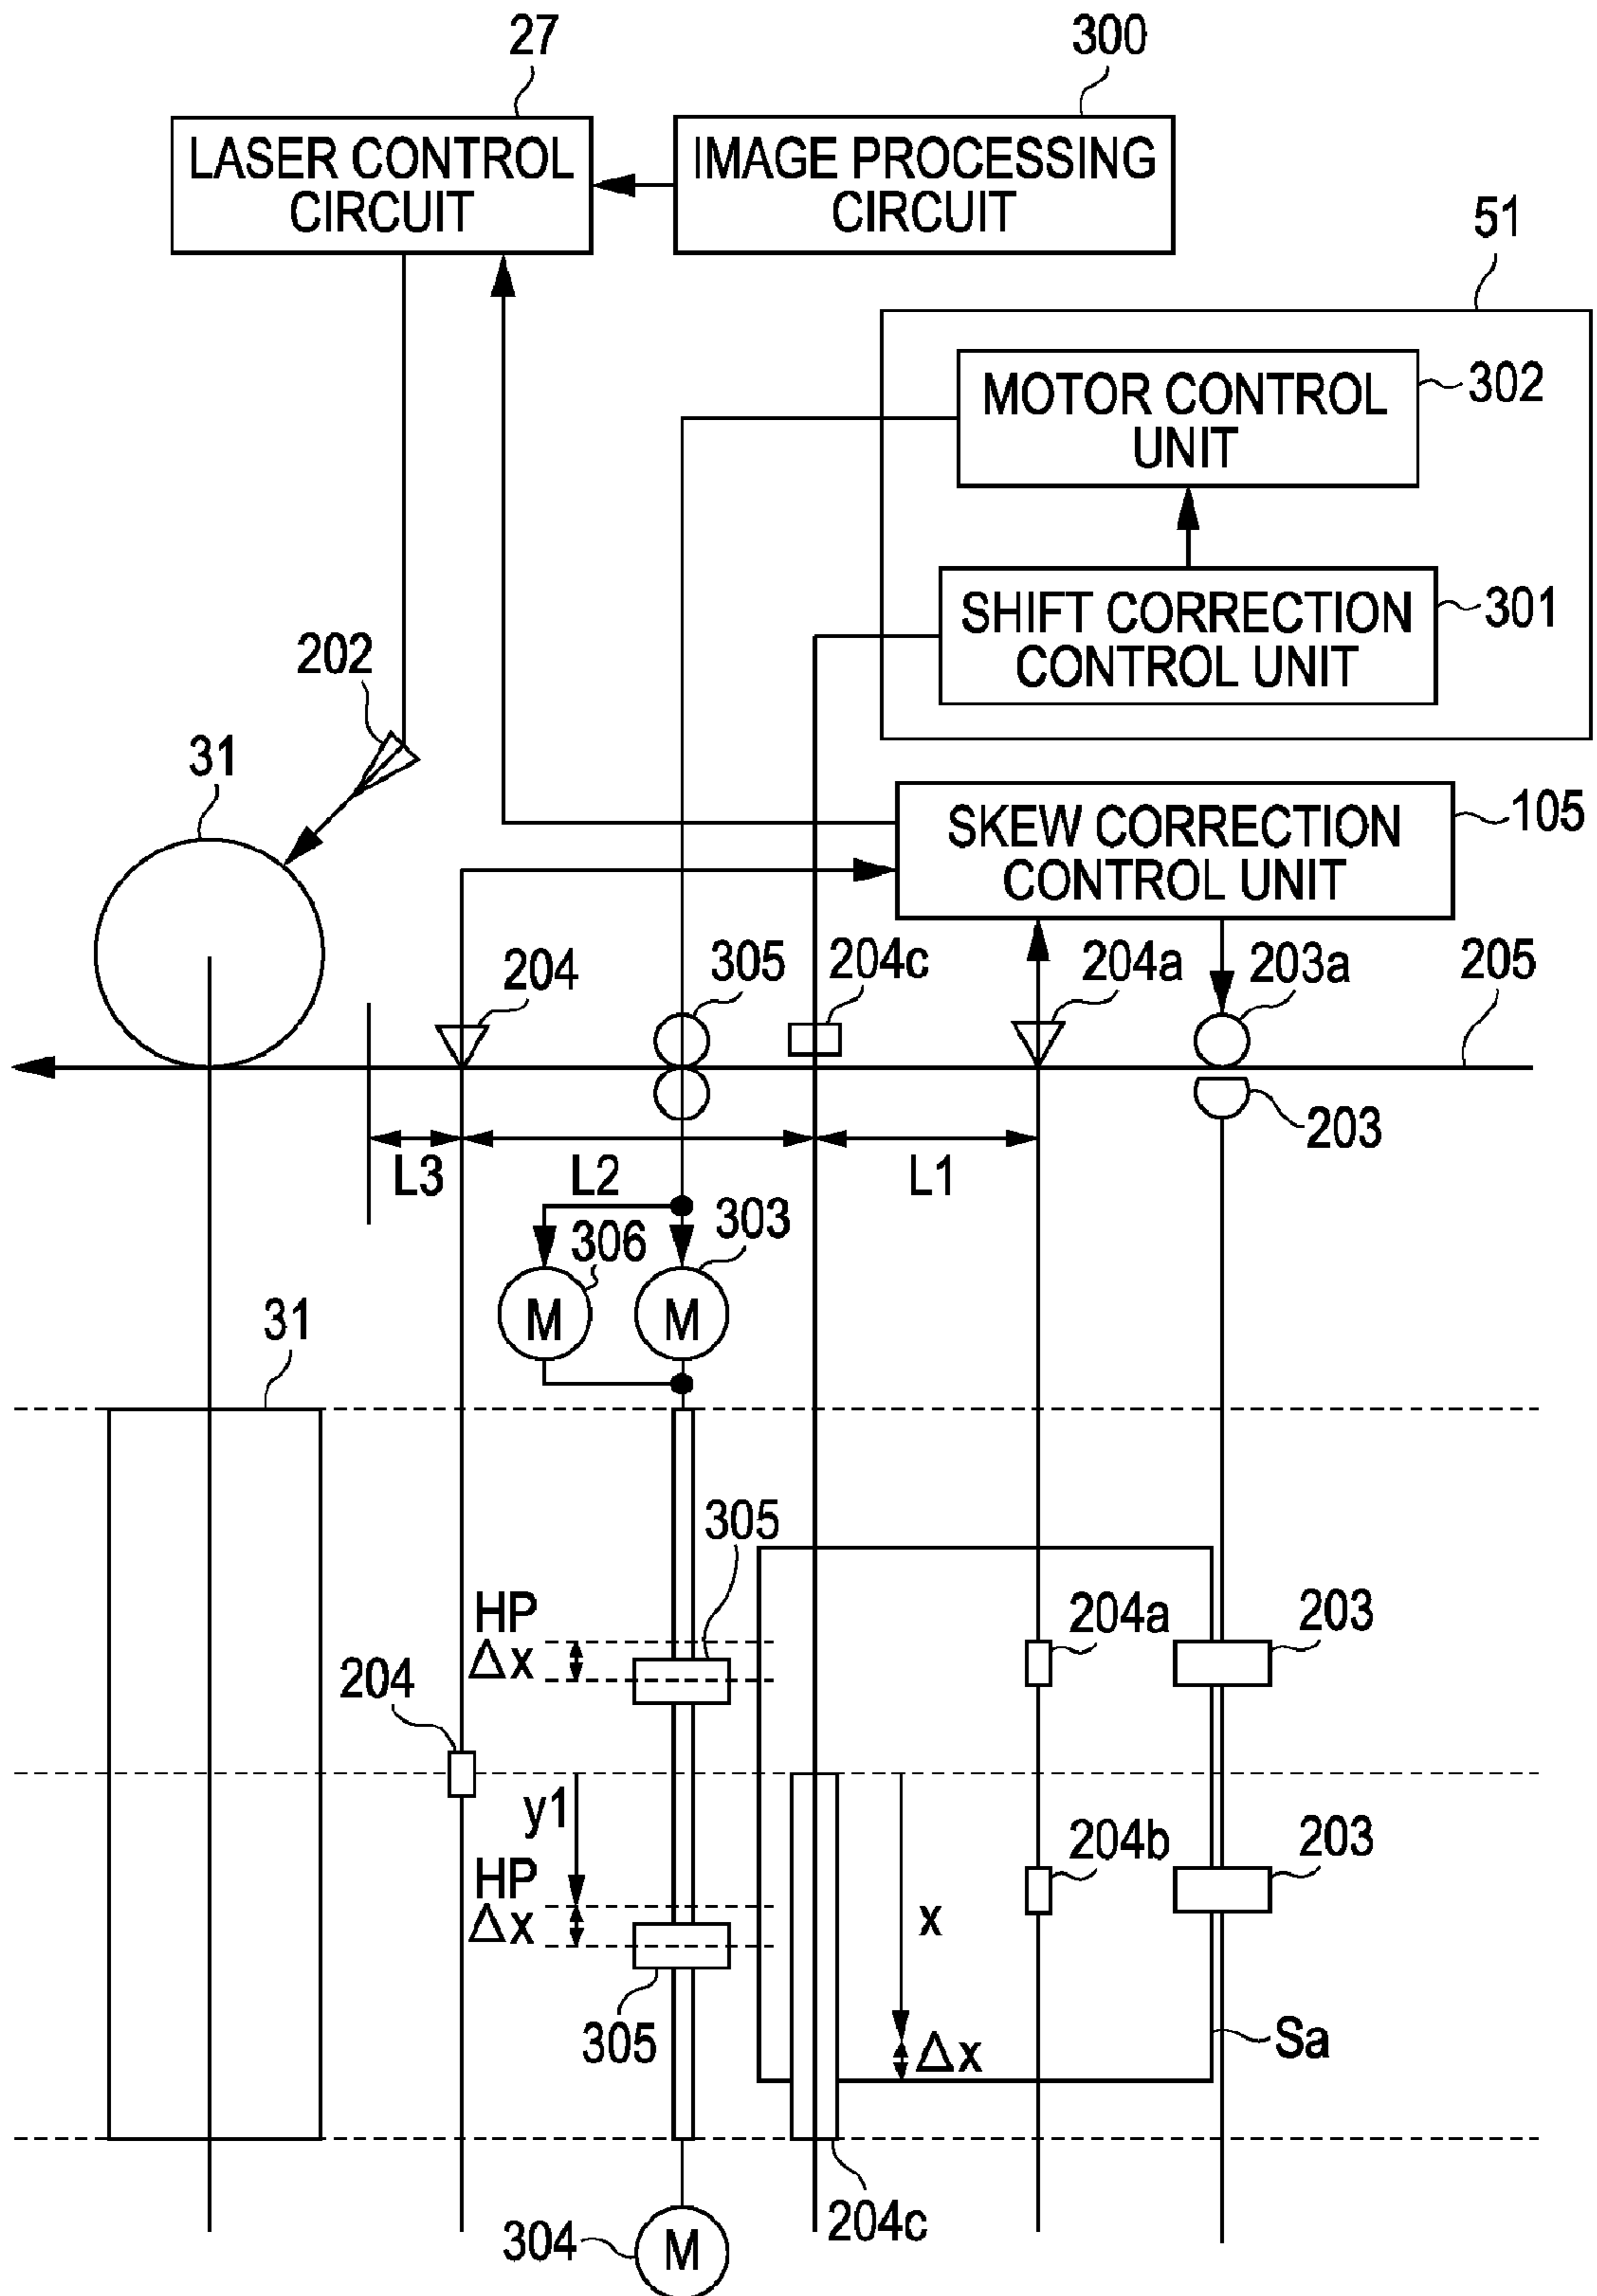 27
300
LASER CONTROL
CIRCUIT
IMAGE PROCESSING
CIRCUIT
51
MOTOR CONTROL
UNIT
302
SHIFT CORRECTION
CONTROL UNIT
301
202
31
SKEW CORRECTION
CONTROL UNIT
105
204
305
204c
204a
203a
205
203
L3
L2
L1
306
303
M
M
31
305
HP
Δx
204a
203
204
y1
HP
Δx
204b
203
x
305
Δx
Sa
204c
304
M